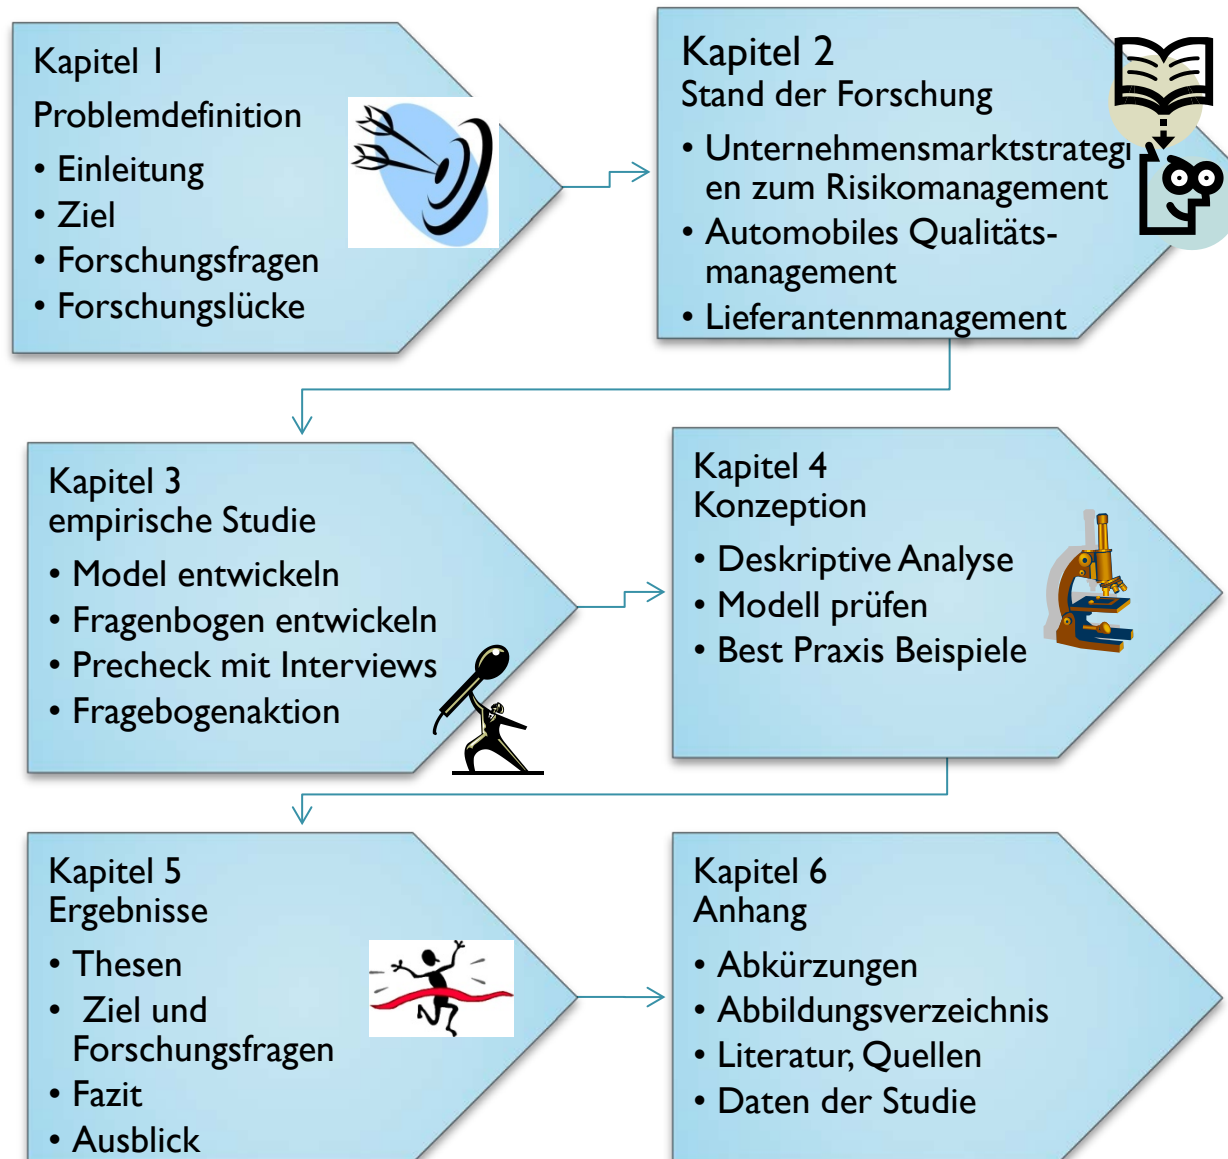 Kapitel 1
Problemdefinition
• Einleitung
• Ziel
• Forschungsfragen
• Forschungslücke
Kapitel 2
Stand der Forschung
• Unternehmensmarktstrategi
en zum Risikomanagement
• Automobiles Qualitäts-
management
• Lieferantenmanagement
Kapitel 3
empirische Studie
• Model entwickeln
• Fragenbogen entwickeln
• Precheck mit Interviews
• Fragebogenaktion
Kapitel 4
Konzeption
• Deskriptive Analyse
• Modell prüfen
• Best Praxis Beispiele
Kapitel 5
Ergebnisse
• Thesen
• Ziel und
Forschungsfragen
• Fazit
• Ausblick
Kapitel 6
Anhang
• Abkürzungen
• Abbildungsverzeichnis
• Literatur, Quellen
• Daten der Studie